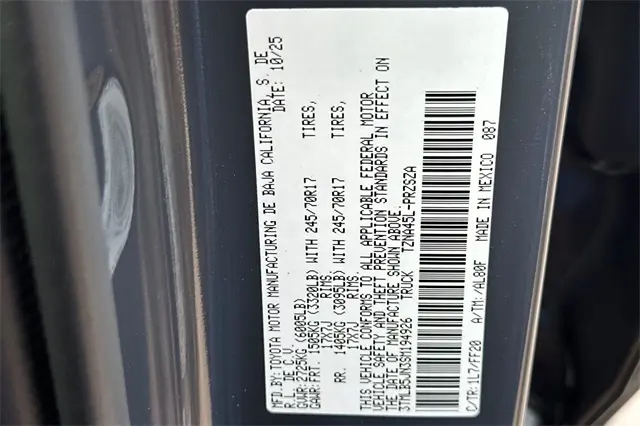 MFD.BY:TOYOTA MOTOR MANUFACTURING DE BAJA CALIFORNIA, S. DE
R.L. DE C.V. DATE: 10/25
GVWR:2725KG (6005LB)
GAWR:FRT. 1505KG (3320LB) WITH 245/70R17 TIRES,
17X7J RIMS,
RR. 1405KG (3095LB) WITH 245/70R17 TIRES,
17X7J RIMS.
THIS VEHICLE CONFORMS TO ALL APPLICABLE FEDERAL MOTOR
VEHICLE SAFETY AND THEFT PREVENTION STANDARDS IN EFFECT ON
THE DATE OF MANUFACTURE SHOWN ABOVE.
3TMLB5JN3SM194926 TRUCK TZNA45L-PRZSZA
C/TR:1L7/FF20 A/TM:/AL80F MADE IN MEXICO 087